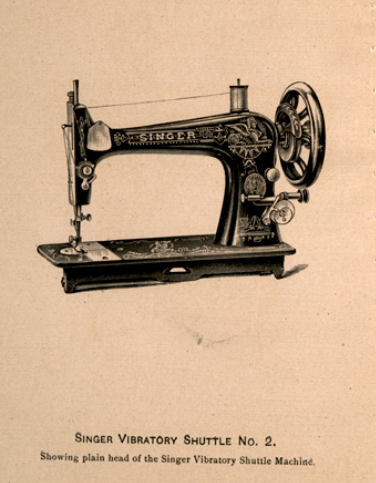 SINGER
SINGER VIBRATORY SHUTTLE NO. 2.
Showing plain head of the Singer Vibratory Shuttle Machine.